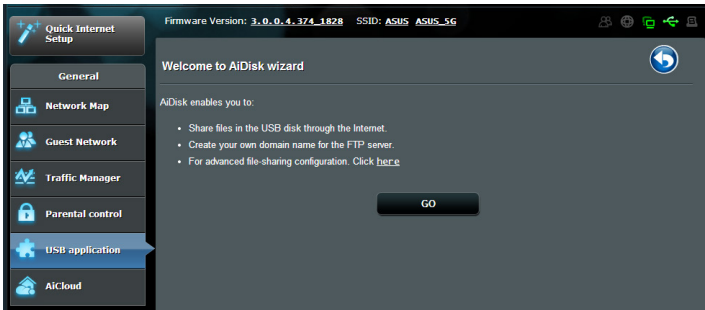 Quick Internet
Setup
Firmware Version: 3.0.0.4.374_1828 SSID: ASUS ASUS_5G
General
Network Map
Guest Network
Traffic Manager
Parental control
USB application
AiCloud
Welcome to AiDisk wizard
AiDisk enables you to:
• Share files in the USB disk through the Internet.
• Create your own domain name for the FTP server.
• For advanced file-sharing configuration. Click here
GO